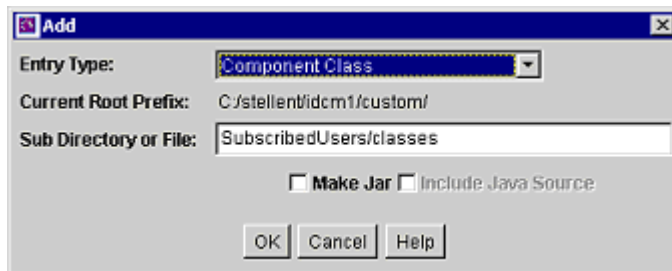 Add
Entry Type: Component Class
Current Root Prefix: C:/stellent/idcm1/custom/
Sub Directory or File: SubscribedUsers/classes
Make Jar Include Java Source
OK Cancel Help